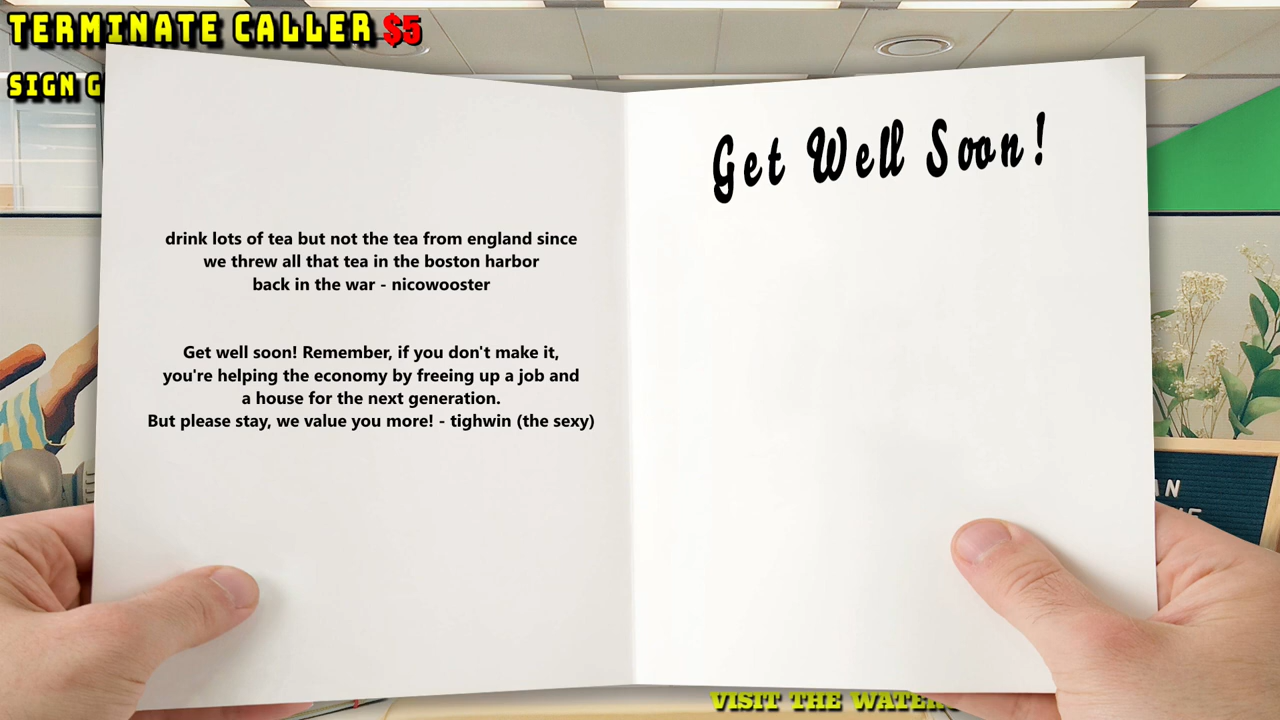 TERMINATE CALLER $5
SIGN G
Get Well Soon!
drink lots of tea but not the tea from england since
we threw all that tea in the boston harbor
back in the war - nicowooster
Get well soon! Remember, if you don't make it,
you're helping the economy by freeing up a job and
a house for the next generation.
But please stay, we value you more! - tighwin (the sexy)
VISIT THE WATER